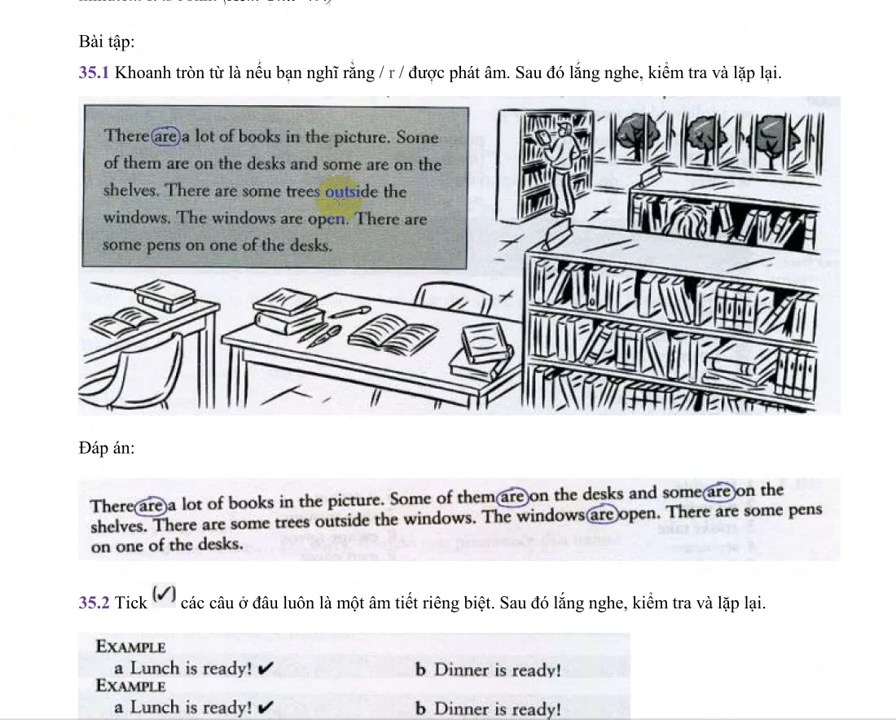 Bài tập:
35.1 Khoanh tròn từ là nếu bạn nghĩ rằng / r / được phát âm. Sau đó lắng nghe, kiểm tra và lặp lại.
There are a lot of books in the picture. Some
of them are on the desks and some are on the
shelves. There are some trees outside the
windows. The windows are open. There are
some pens on one of the desks.
Đáp án:
There are a lot of books in the picture. Some of them are on the desks and some are on the
shelves. There are some trees outside the windows. The windows are open. There are some pens
on one of the desks.
35.2 Tick (✓) các câu ở đâu luôn là một âm tiết riêng biệt. Sau đó lắng nghe, kiểm tra và lặp lại.
EXAMPLE
a Lunch is ready! ✔ b Dinner is ready!
EXAMPLE
a Lunch is ready! ✔ b Dinner is ready!